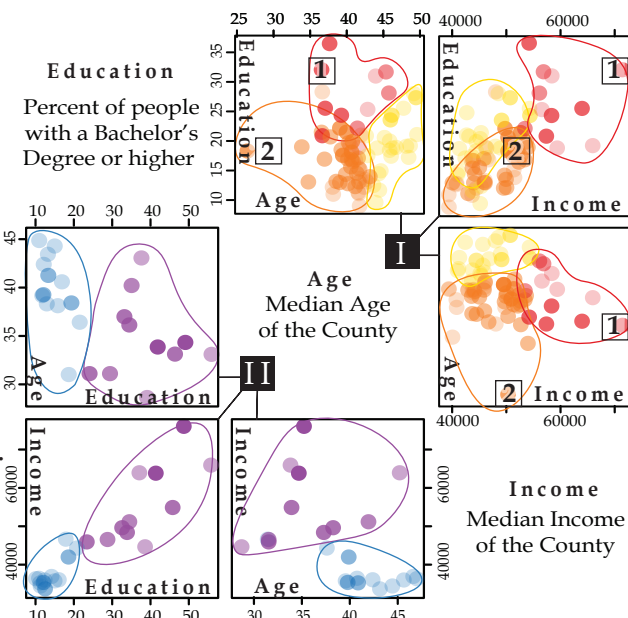 25 30 35 40 45 50
40000 60000
35
30
25
20
15
10
Education
1
2
Age
Education
1
2
Income
Education
Percent of people
with a Bachelor's
Degree or higher
10 20 30 40 50
I
45
40
35
30
Age
Education
Age
Median Age
of the County
II
1
2
Age
Income
40000 60000
60000
40000
Income
Education
10 20 30 40 50
Income
Age
30 35 40 45
60000
40000
Income
Median Income
of the County